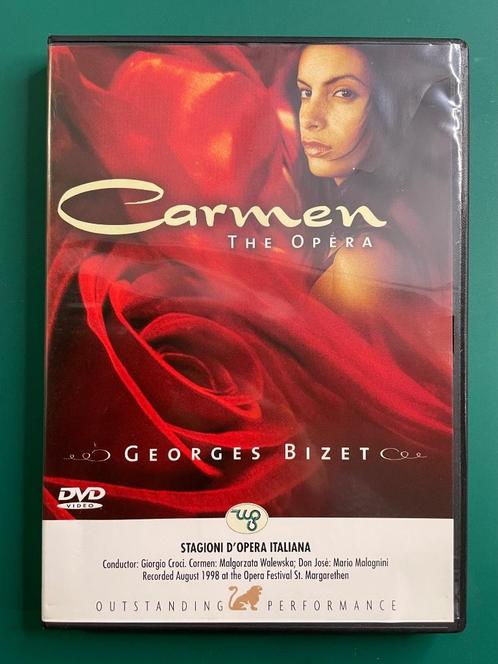 Carmen
THE OPÉRA
GEORGES BIZET
DVD
VIDEO
STAGIONI D'OPERA ITALIANA
Conductor: Giorgio Croci. Carmen: Malgorzata Walewska; Don José: Mario Malagnini
Recorded August 1998 at the Opera Festival St. Margarethen
OUTSTANDING PERFORMANCE